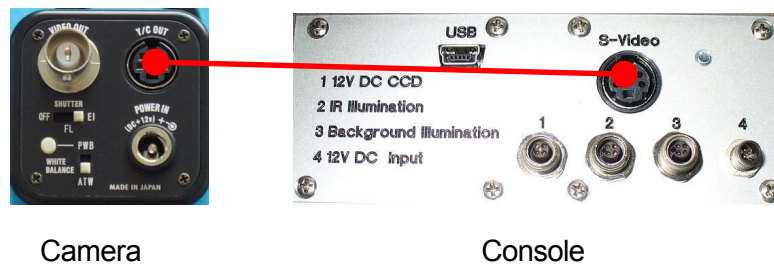 VIDEO OUT
Y/C OUT
SHUTTER
OFF EI
FL
POWER IN
(DC+12v)
PWB
WHITE
BALANCE
ATW
MADE IN JAPAN
USB
S-Video
1 12V DC CCD
2 IR Illumination
3 Background Illumination
4 12V DC Input
1 2 3 4
Camera
Console